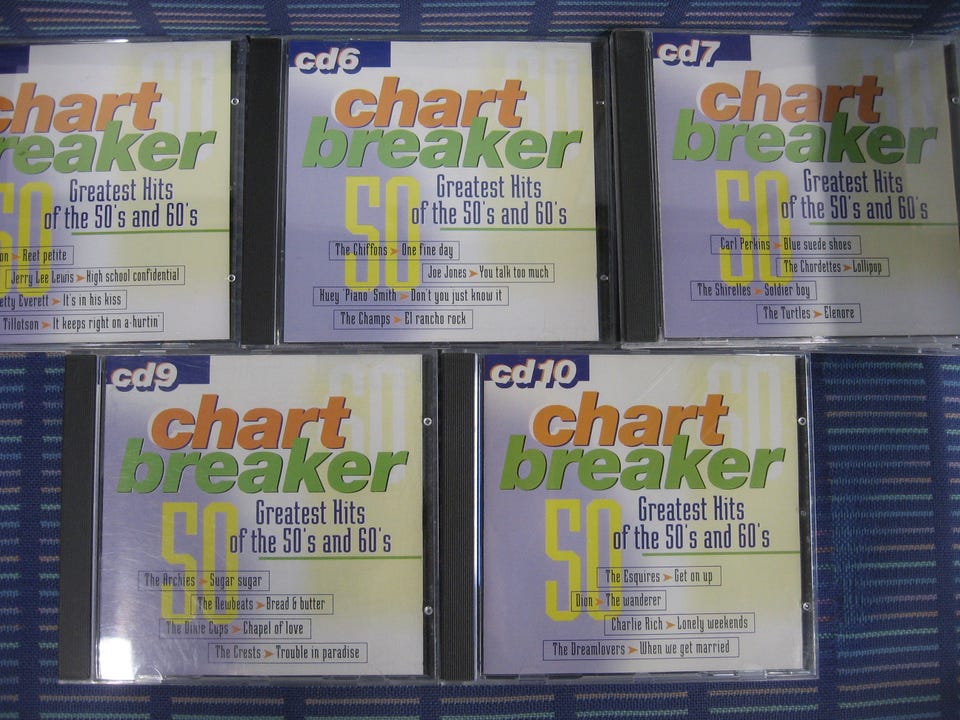 chart
breaker
50
Greatest Hits
of the 50's and 60's
on ➤ Reet petite
Jerry Lee Lewis ➤ High school confidential
etty Everett ➤ It's in his kiss
Tillotson ➤ It keeps right on a-hurtin'
cd6
chart
breaker
50
Greatest Hits
of the 50's and 60's
The Chiffons ➤ One fine day
Joe Jones ➤ You talk too much
Huey 'Piano' Smith ➤ Don't you just know it
The Champs ➤ El rancho rock
cd7
chart
breaker
50
Greatest Hits
of the 50's and 60's
Carl Perkins ➤ Blue suede shoes
The Chordettes ➤ Lollipop
The Shirelles ➤ Soldier boy
The Turtles ➤ Elenore
cd9
chart
breaker
50
Greatest Hits
of the 50's and 60's
The Archies ➤ Sugar sugar
The Newbeats ➤ Bread & butter
The Dixie Cups ➤ Chapel of love
The Crests ➤ Trouble in paradise
cd10
chart
breaker
50
Greatest Hits
of the 50's and 60's
The Esquires ➤ Get on up
Dion ➤ The wanderer
Charlie Rich ➤ Lonely weekends
The Dreamlovers ➤ When we get married